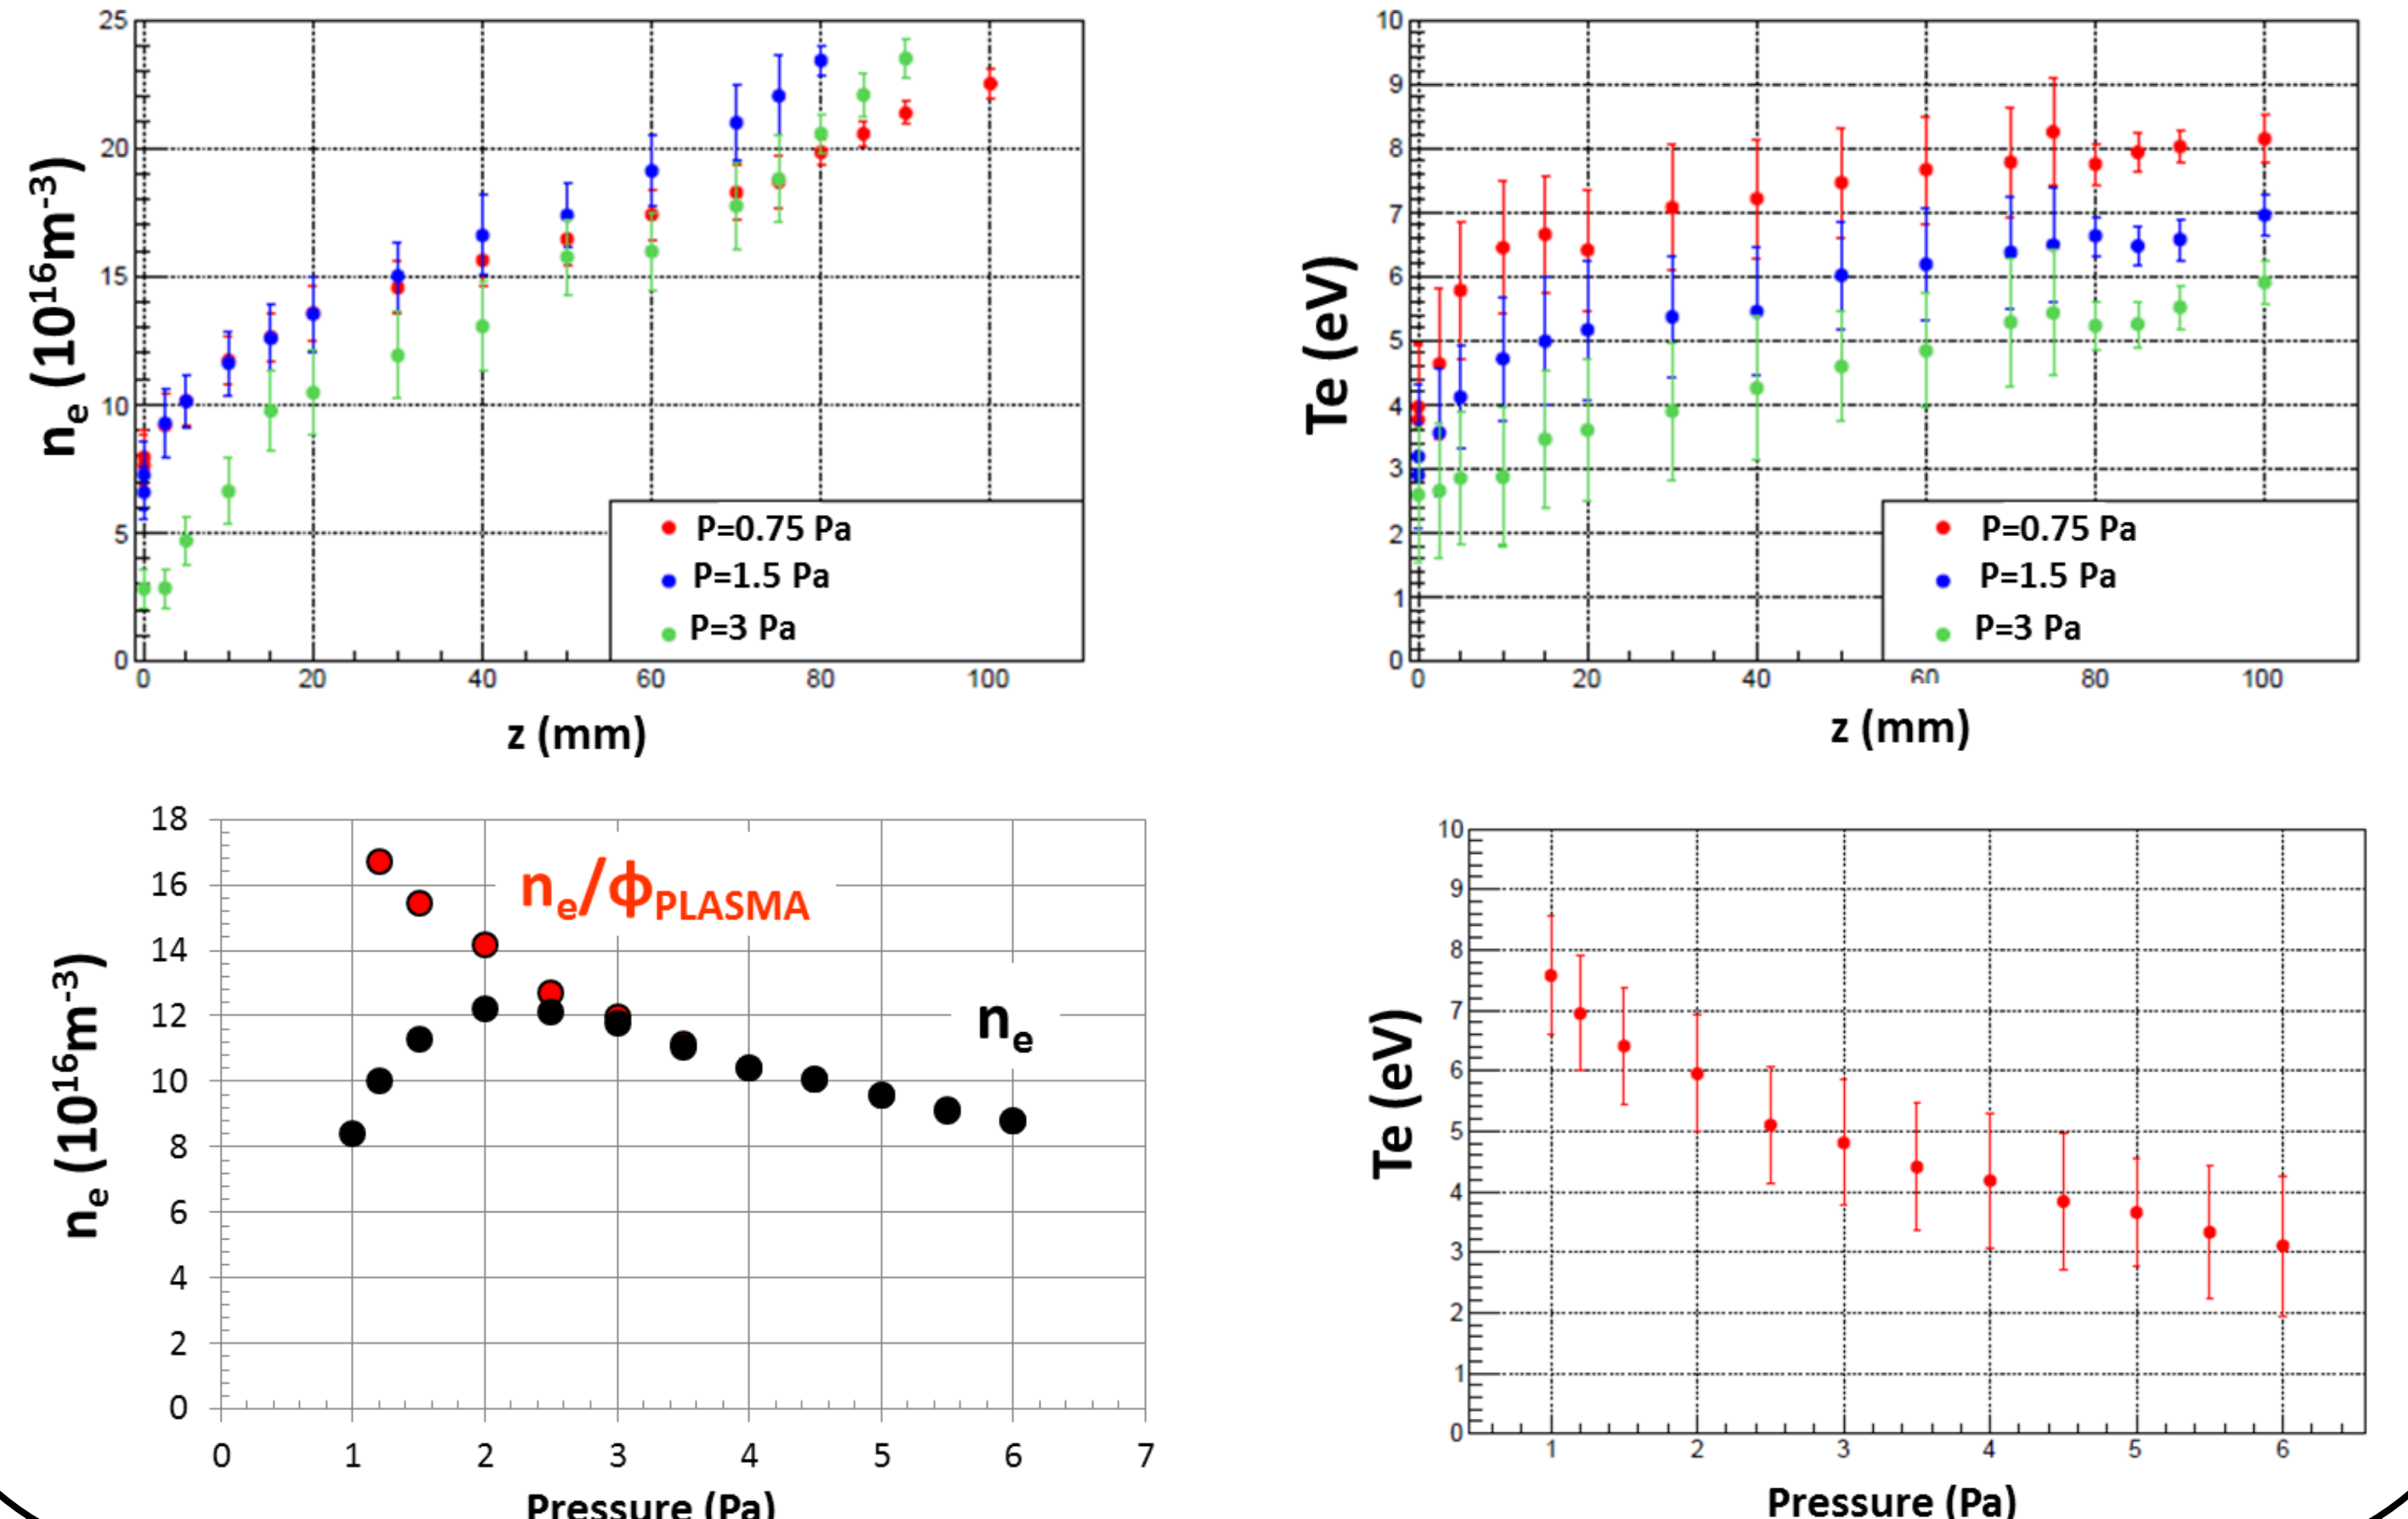 25
20
15
10
5
0
0 20 40 60 80 100
n_e (10^16 m^-3)
z (mm)
P=0.75 Pa
P=1.5 Pa
P=3 Pa
10
9
8
7
6
5
4
3
2
1
0
0 20 40 60 80 100
Te (eV)
z (mm)
P=0.75 Pa
P=1.5 Pa
P=3 Pa
18
16
14
12
10
8
6
4
2
0
0 1 2 3 4 5 6 7
n_e (10^16 m^-3)
n_e/ϕ_PLASMA
n_e
Pressure (Pa)
10
9
8
7
6
5
4
3
2
1
0
1 2 3 4 5 6
Te (eV)
Pressure (Pa)